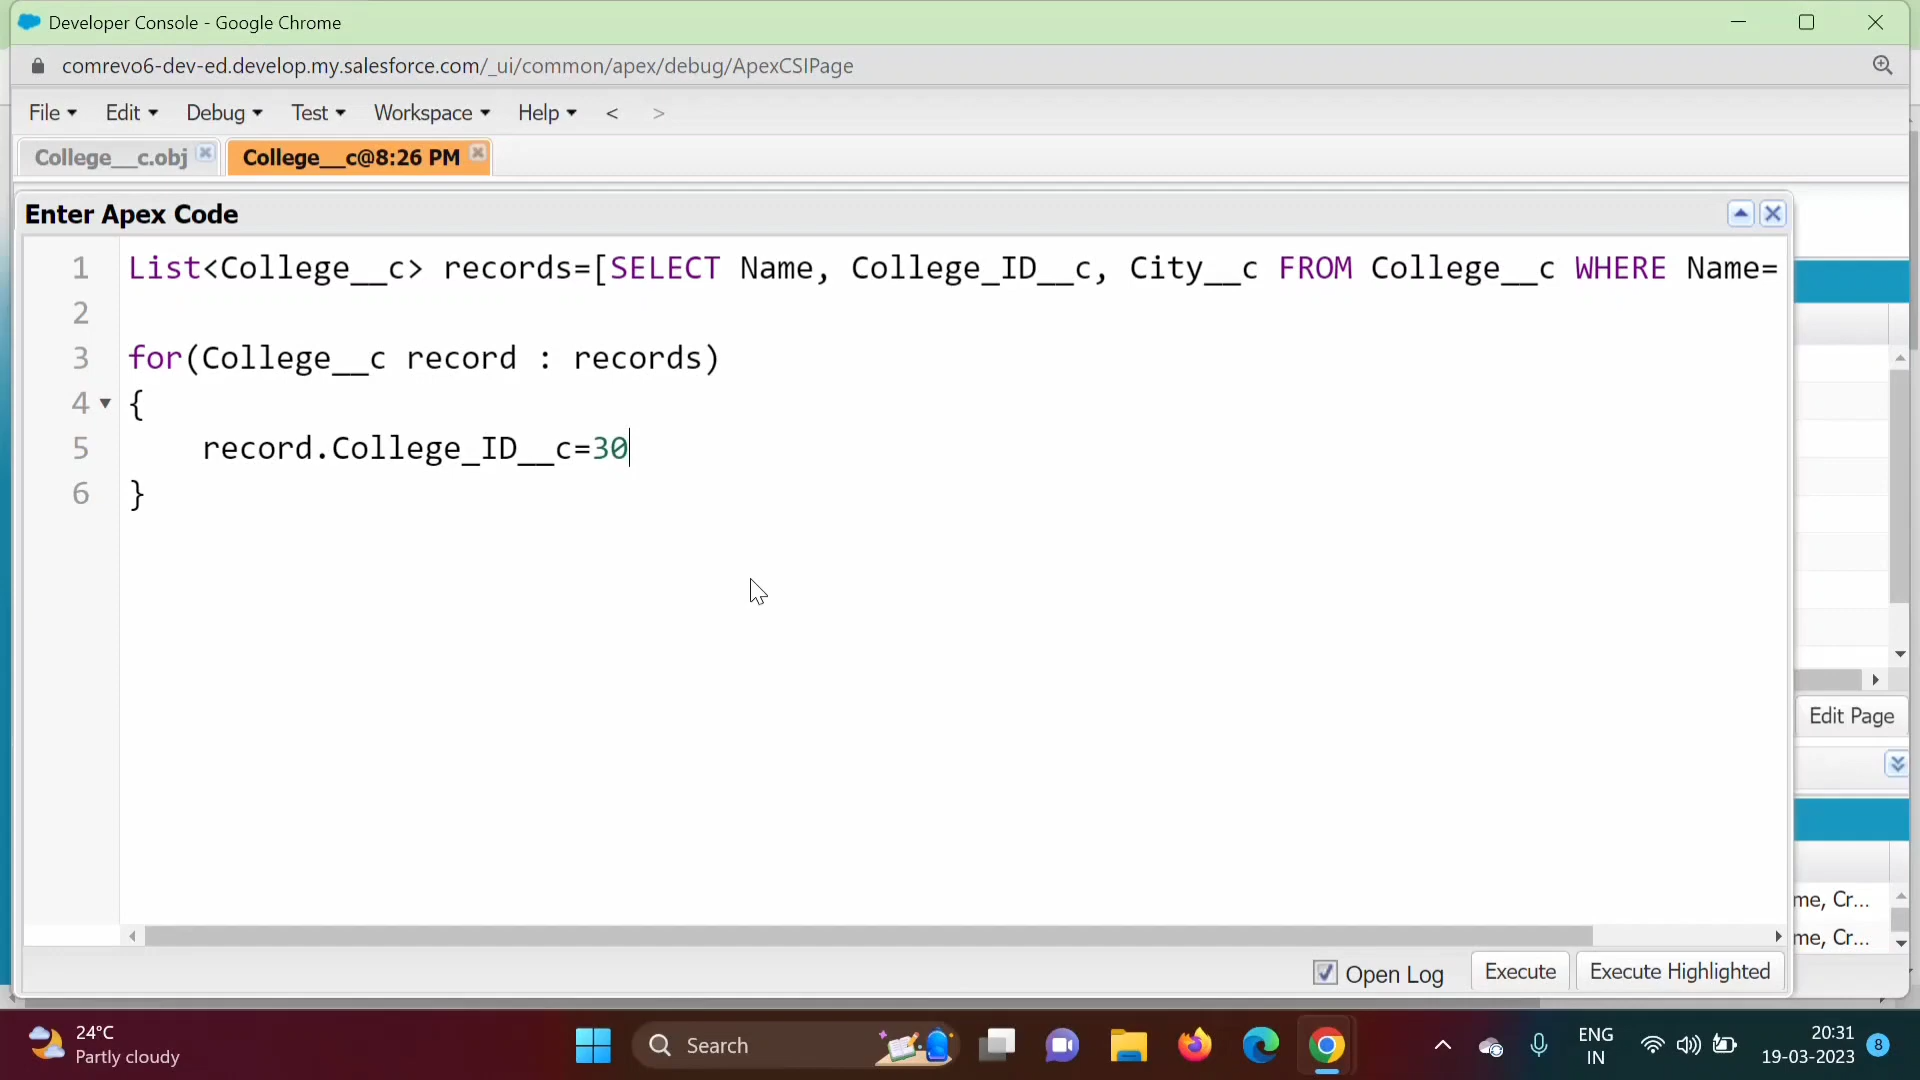 Developer Console - Google Chrome
comrevo6-dev-ed.develop.my.salesforce.com/_ui/common/apex/debug/ApexCSIPage
File Edit Debug Test Workspace Help < >
College__c.obj College__c@8:26 PM
Enter Apex Code
1 List<College__c> records=[SELECT Name, College_ID__c, City__c FROM College__c WHERE Name=
2
3 for(College__c record : records)
4 {
5 record.College_ID__c=30
6 }
Edit Page
me, Cr...
me, Cr...
Open Log Execute Execute Highlighted
24°C
Partly cloudy
Search
ENG
IN
20:31
19-03-2023
8